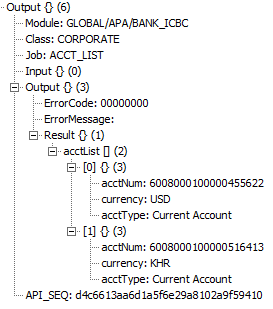 Output {} (6)
Module: GLOBAL/APA/BANK_ICBC
Class: CORPORATE
Job: ACCT_LIST
Input {} (0)
Output {} (3)
ErrorCode: 00000000
ErrorMessage:
Result {} (1)
acctList [] (2)
[0] {} (3)
acctNum: 6008000100000455622
currency: USD
acctType: Current Account
[1] {} (3)
acctNum: 6008000100000516413
currency: KHR
acctType: Current Account
API_SEQ: d4c6613aa6d1a5f6e29a8102a9f59410